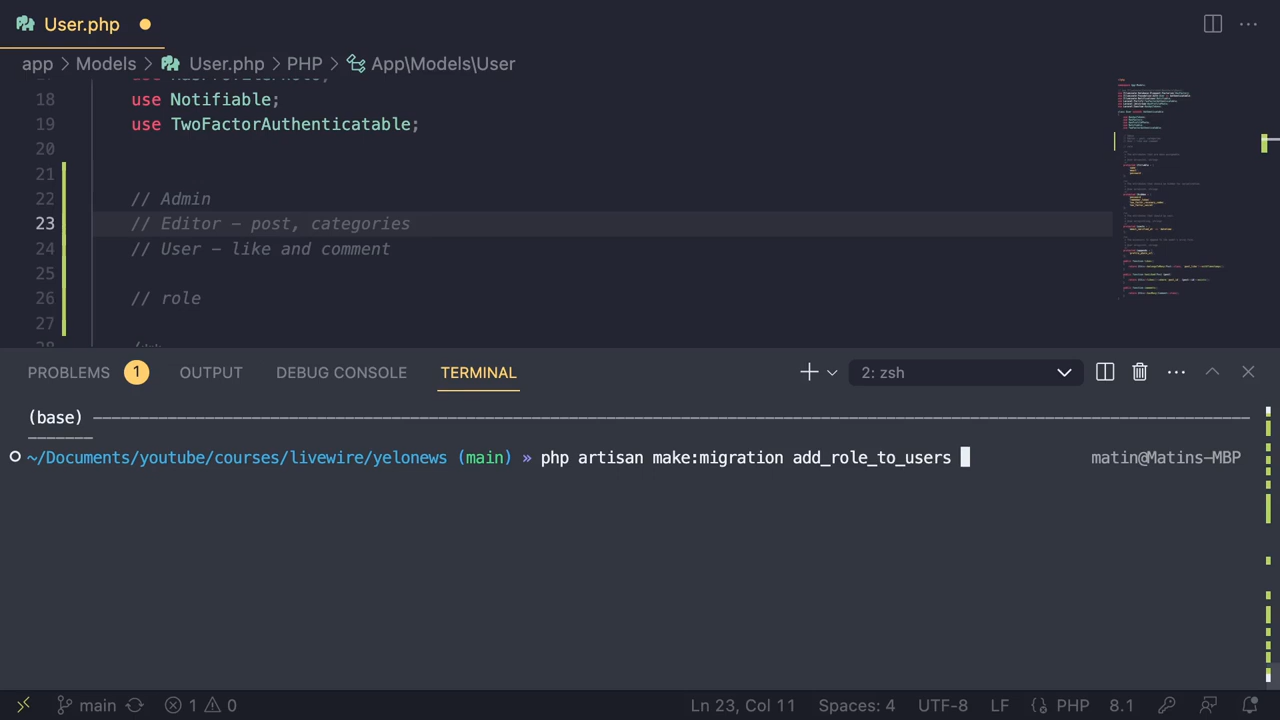 User.php
app > Models > User.php > PHP > App\Models\User
18 use Notifiable;
19 use TwoFactorAuthenticatable;
20
21
22 // Admin
23 // Editor - post, categories
24 // User - like and comment
25
26 // role
27
PROBLEMS 1 OUTPUT DEBUG CONSOLE TERMINAL 2: zsh
(base)
~/Documents/youtube/courses/livewire/yelonews (main) » php artisan make:migration add_role_to_users matin@Matins-MBP
main 1 0 Ln 23, Col 11 Spaces: 4 UTF-8 LF PHP 8.1